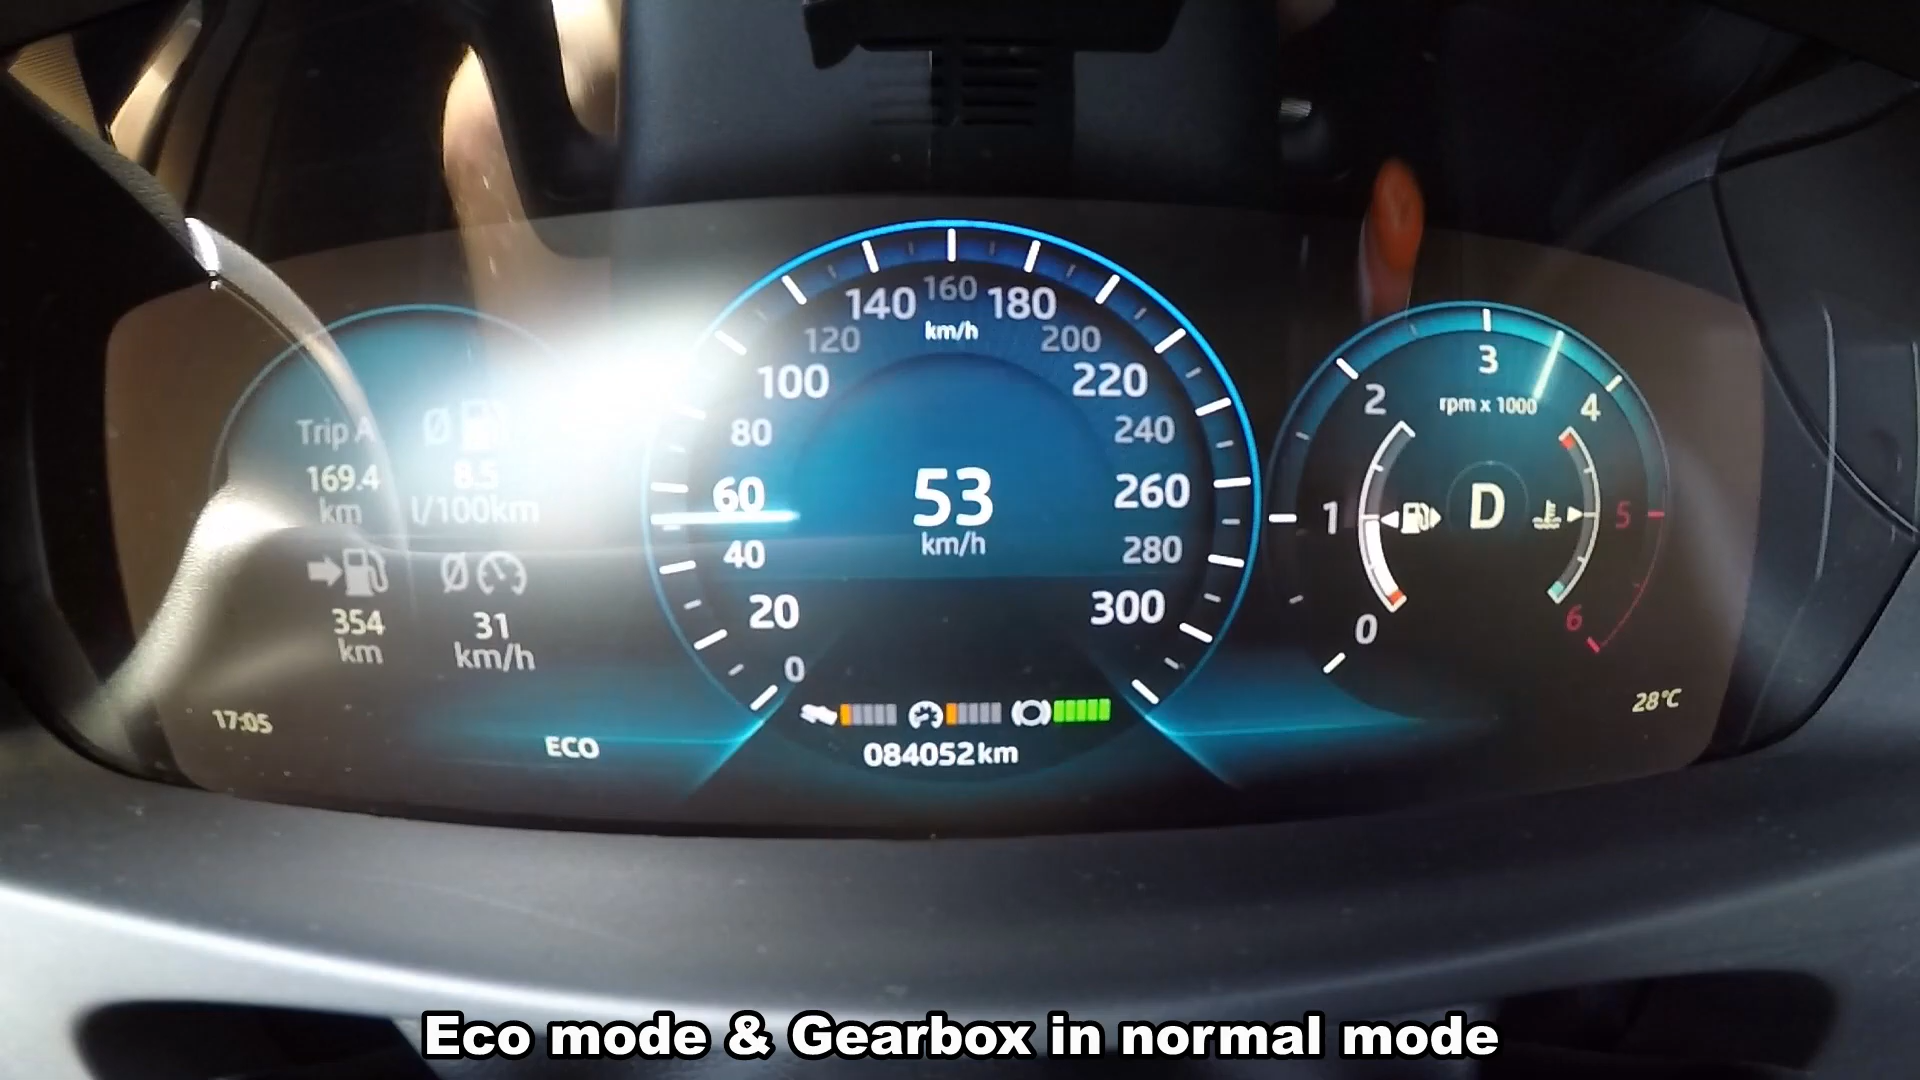 Trip A
169.4
km
Ø
8.5
l/100km
354
km
Ø
31
km/h
17:05
ECO
0
20
40
60
80
100
120
140
160
180
200
220
240
260
280
300
km/h
53
km/h
084052km
0
1
2
3
4
5
6
rpm x 1000
D
28°C
Eco mode & Gearbox in normal mode